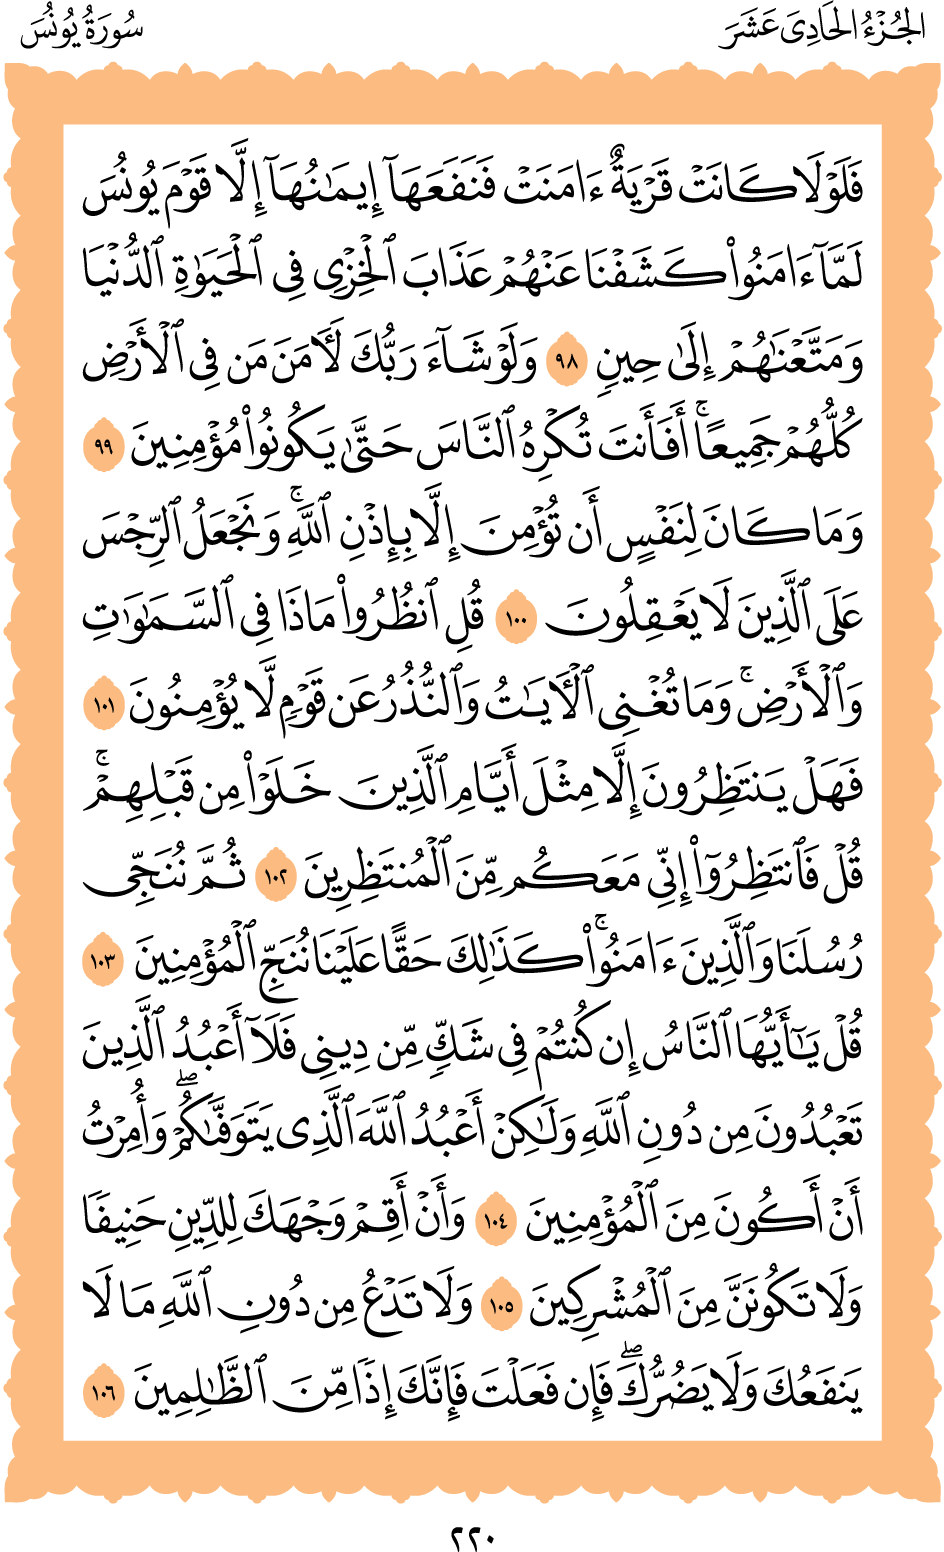 الجُزْءُ الحَادِىَ عَشَرَ
سُورَةُ يُونُسَ
فَلَوْلَا كَانَتْ قَرْيَةٌ ءَامَنَتْ فَنَفَعَهَآ إِيمَٰنُهَآ إِلَّا قَوْمَ يُونُسَ
لَمَّآ ءَامَنُوا۟ كَشَفْنَا عَنْهُمْ عَذَابَ ٱلْخِزْىِ فِى ٱلْحَيَوٰةِ ٱلدُّنْيَا
وَمَتَّعْنَٰهُمْ إِلَىٰ حِينٍ ٩٨ وَلَوْ شَآءَ رَبُّكَ لَءَامَنَ مَن فِى ٱلْأَرْضِ
كُلُّهُمْ جَمِيعًا ۚ أَفَأَنتَ تُكْرِهُ ٱلنَّاسَ حَتَّىٰ يَكُونُوا۟ مُؤْمِنِينَ ٩٩
وَمَا كَانَ لِنَفْسٍ أَن تُؤْمِنَ إِلَّا بِإِذْنِ ٱللَّهِ ۚ وَنَجْعَلُ ٱلرِّجْسَ
عَلَى ٱلَّذِينَ لَا يَعْقِلُونَ ١٠٠ قُلِ ٱنظُرُوا۟ مَاذَا فِى ٱلسَّمَٰوَٰتِ
وَٱلْأَرْضِ ۚ وَمَا تُغْنِى ٱلْءَايَٰتُ وَٱلنُّذُرُ عَن قَوْمٍ لَّا يُؤْمِنُونَ ١٠١
فَهَلْ يَنتَظِرُونَ إِلَّا مِثْلَ أَيَّامِ ٱلَّذِينَ خَلَوْا۟ مِن قَبْلِهِمْ ۚ
قُلْ فَٱنتَظِرُوٓا۟ إِنِّى مَعَكُم مِّنَ ٱلْمُنتَظِرِينَ ١٠٢ ثُمَّ نُنَجِّى
رُسُلَنَا وَٱلَّذِينَ ءَامَنُوا۟ ۚ كَذَٰلِكَ حَقًّا عَلَيْنَا نُنجِ ٱلْمُؤْمِنِينَ ١٠٣
قُلْ يَٰٓأَيُّهَا ٱلنَّاسُ إِن كُنتُمْ فِى شَكٍّ مِّن دِينِى فَلَآ أَعْبُدُ ٱلَّذِينَ
تَعْبُدُونَ مِن دُونِ ٱللَّهِ وَلَٰكِنْ أَعْبُدُ ٱللَّهَ ٱلَّذِى يَتَوَفَّىٰكُمْ ۖ وَأُمِرْتُ
أَنْ أَكُونَ مِنَ ٱلْمُؤْمِنِينَ ١٠٤ وَأَنْ أَقِمْ وَجْهَكَ لِلدِّينِ حَنِيفًا
وَلَا تَكُونَنَّ مِنَ ٱلْمُشْرِكِينَ ١٠٥ وَلَا تَدْعُ مِن دُونِ ٱللَّهِ مَا لَا
يَنفَعُكَ وَلَا يَضُرُّكَ ۖ فَإِن فَعَلْتَ فَإِنَّكَ إِذًا مِّنَ ٱلظَّٰلِمِينَ ١٠٦
٢٢٠